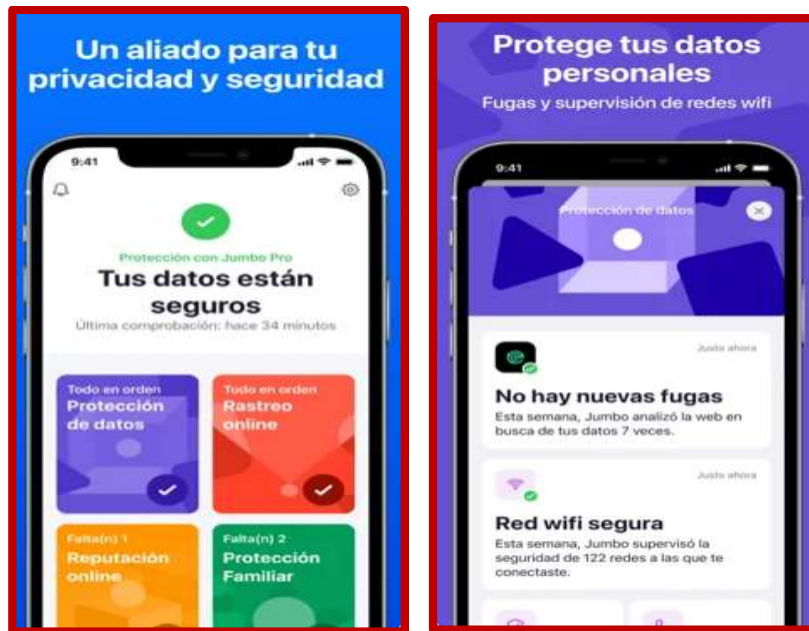 Un aliado para tu
privacidad y seguridad
9:41
Protección con Jumbo Pro
Tus datos están
seguros
Última comprobación: hace 34 minutos
Todo en orden
Protección
de datos
Todo en orden
Rastreo
online
Falta(n) 1
Reputación
online
Falta(n) 2
Protección
Familiar
Protege tus datos
personales
Fugas y supervisión de redes wifi
9:41
Protección de datos
Justo ahora
No hay nuevas fugas
Esta semana, Jumbo analizó la web en
busca de tus datos 7 veces.
Justo ahora
Red wifi segura
Esta semana, Jumbo supervisó la
seguridad de 122 redes a las que te
conectaste.